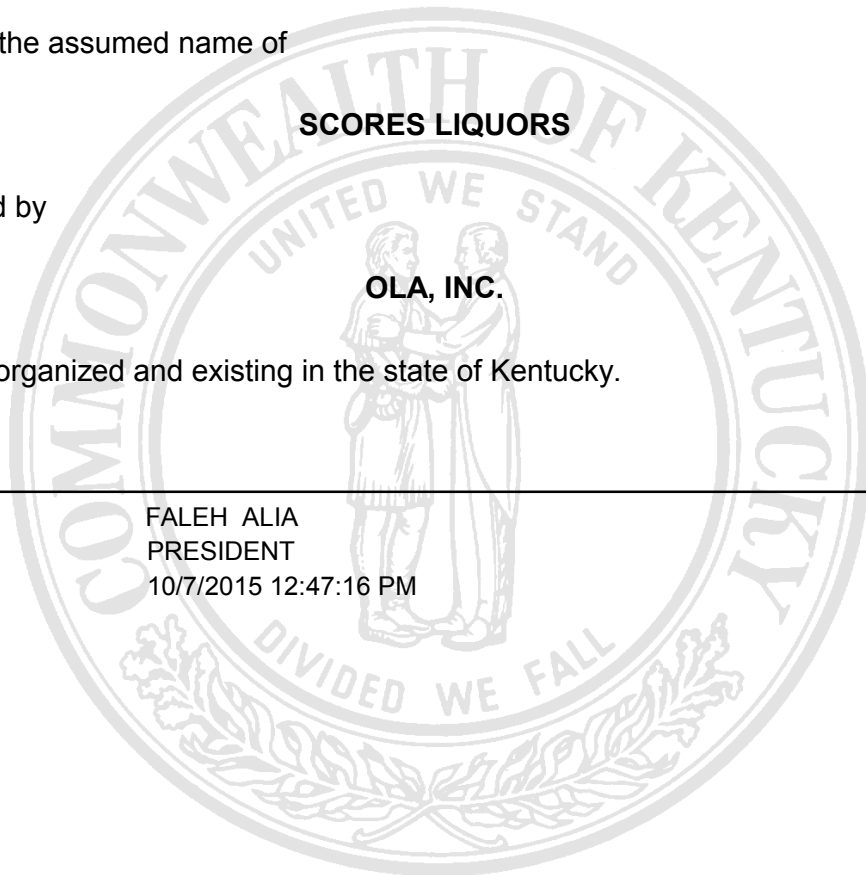 the assumed name of
SCORES LIQUORS
d by
OLA, INC.
organized and existing in the state of Kentucky.
FALEH ALIA
PRESIDENT
10/7/2015 12:47:16 PM
COMMONWEALTH OF KENTUCKY
UNITED WE STAND
DIVIDED WE FALL